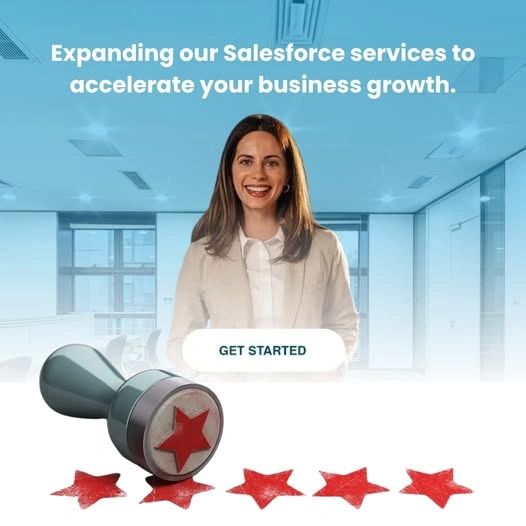 Expanding our Salesforce services to
accelerate your business growth.
GET STARTED